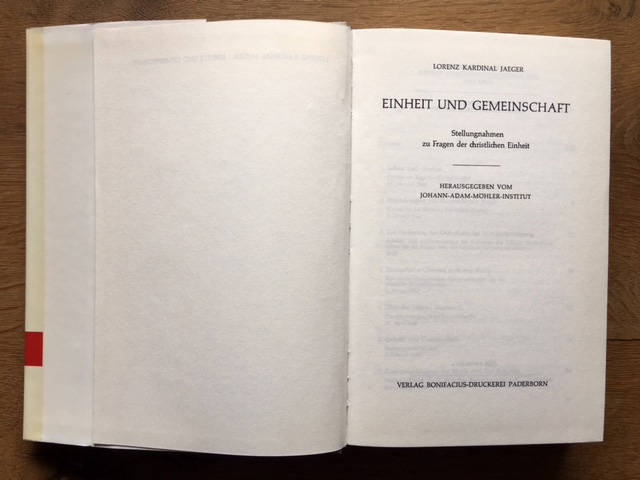 LORENZ KARDINAL JAEGER
EINHEIT UND GEMEINSCHAFT
Stellungnahmen
zu Fragen der christlichen Einheit
HERAUSGEGEBEN VOM
JOHANN-ADAM-MÖHLER-INSTITUT
VERLAG BONIFACIUS-DRUCKEREI PADERBORN